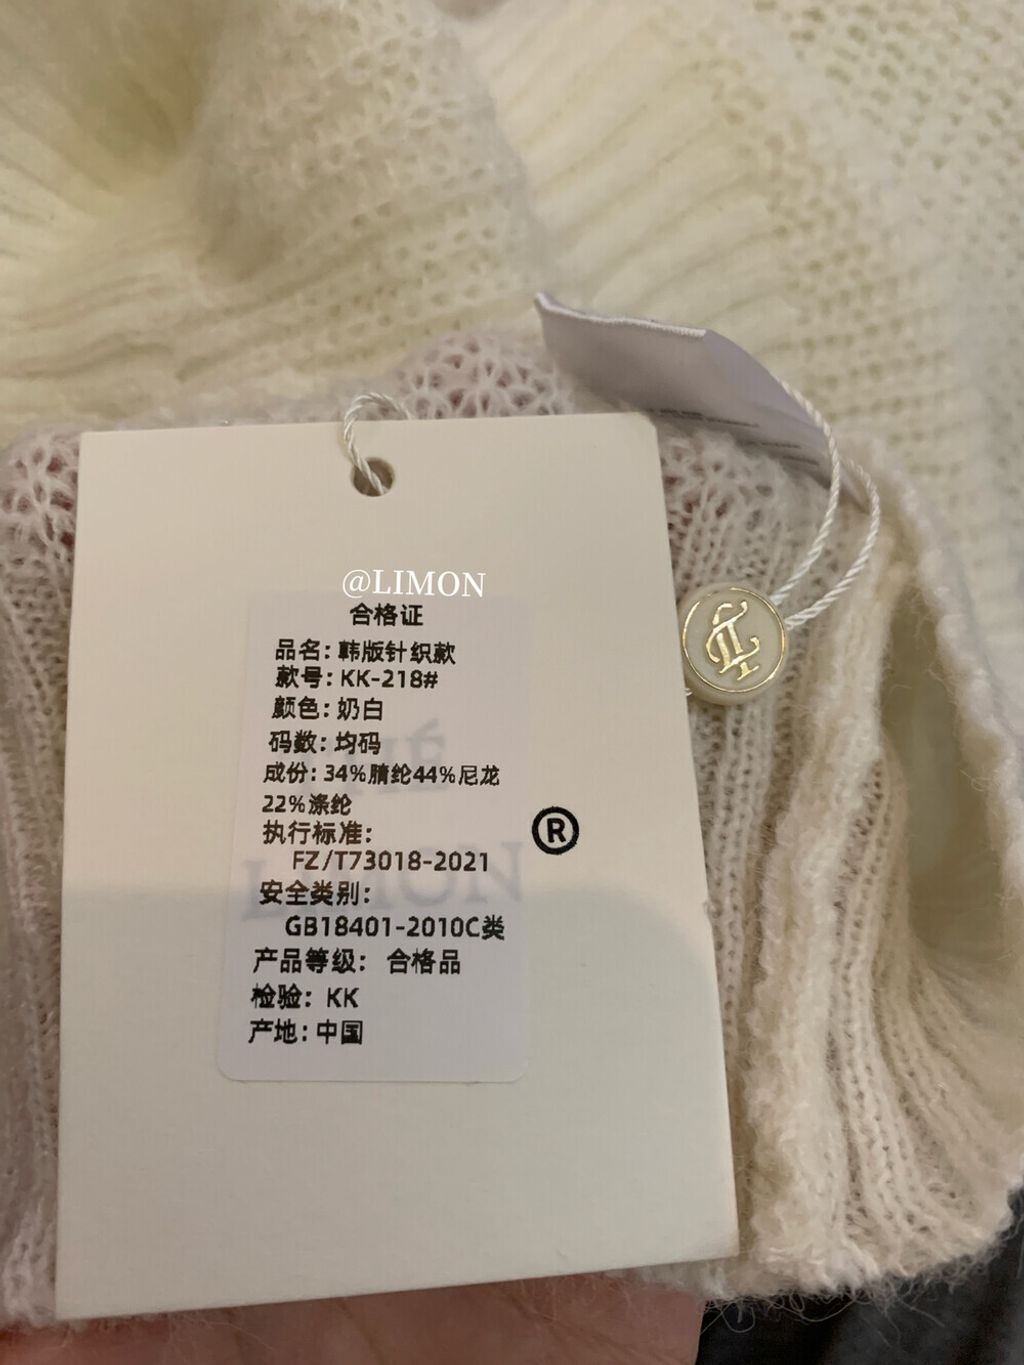 @LIMON
合格证
品名：韩版针织款
款号：KK-218#
颜色：奶白
码数：均码
成份：34%腈纶44%尼龙
22%涤纶
执行标准：
FZ/T73018-2021
安全类别：
GB18401-2010C类
产品等级： 合格品
检验：KK
产地：中国
®
LIMON